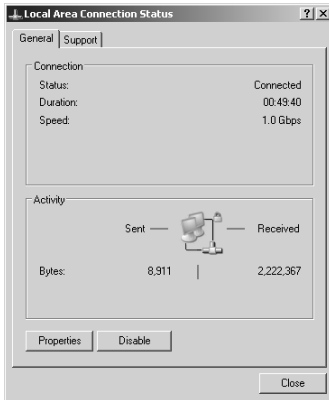 Local Area Connection Status
General Support
Connection
Status: Connected
Duration: 00:49:40
Speed: 1.0 Gbps
Activity
Sent — — Received
Bytes: 8,911 | 2,222,367
Properties Disable
Close